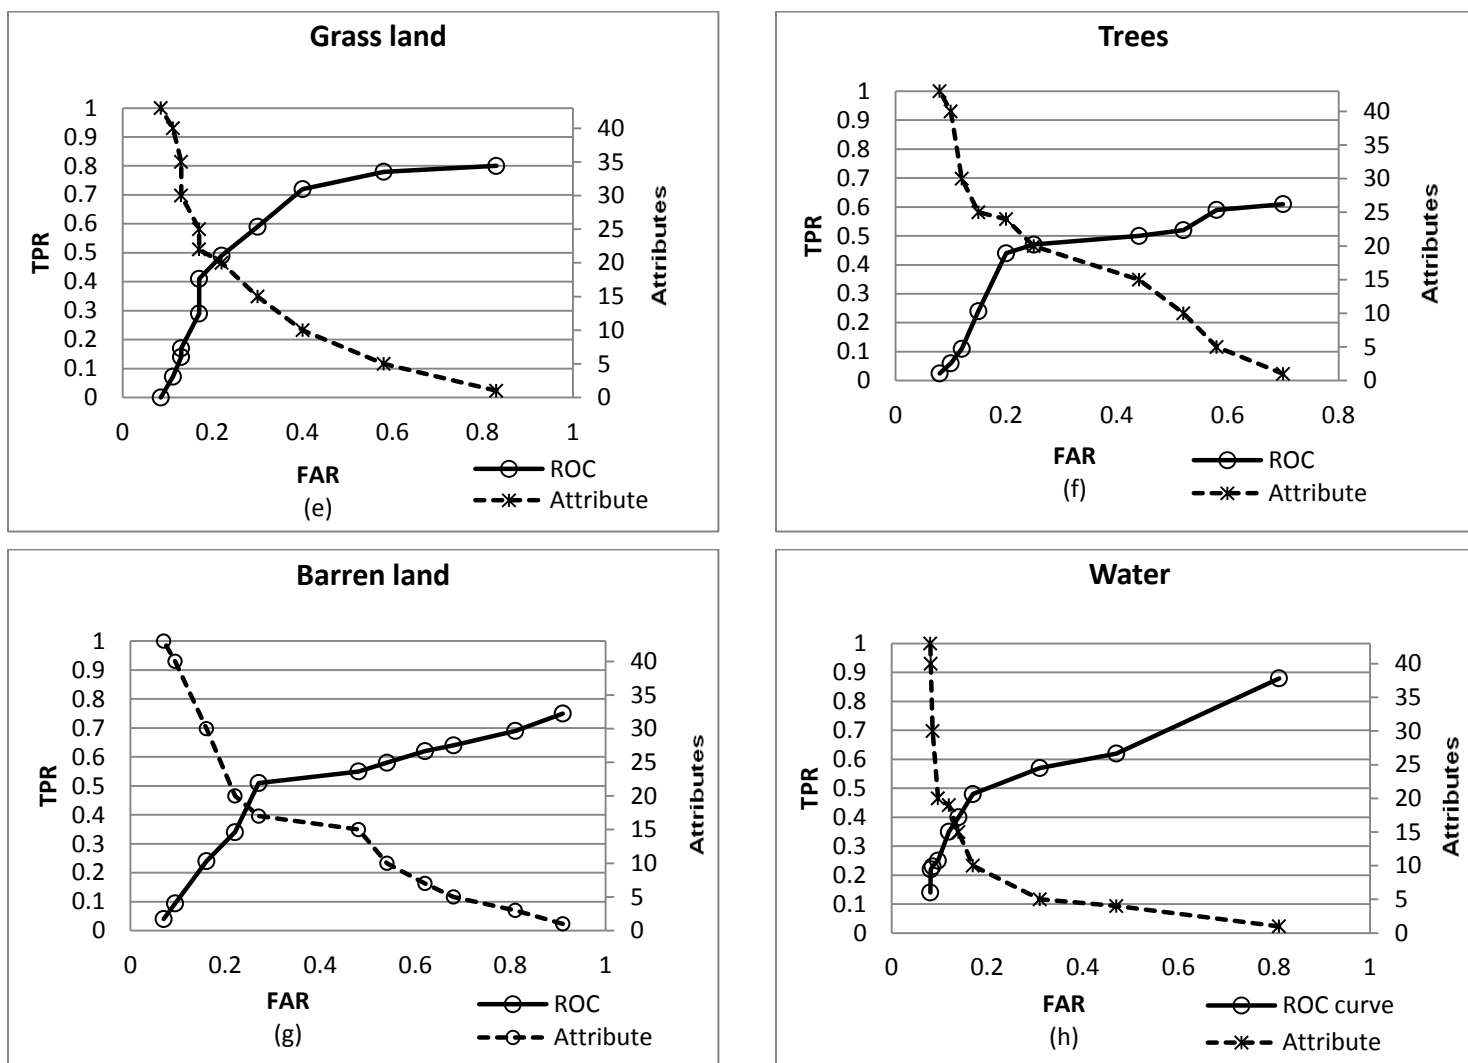 Grass land
1
0.9
0.8
0.7
0.6
0.5
0.4
0.3
0.2
0.1
0
TPR
40
35
30
25
20
15
10
5
0
Attributes
0 0.2 0.4 0.6 0.8 1
FAR
(e)
ROC
Attribute
Trees
1
0.9
0.8
0.7
0.6
0.5
0.4
0.3
0.2
0.1
0
TPR
40
35
30
25
20
15
10
5
0
Attributes
0 0.2 0.4 0.6 0.8
FAR
(f)
ROC
Attribute
Barren land
1
0.9
0.8
0.7
0.6
0.5
0.4
0.3
0.2
0.1
0
TPR
40
35
30
25
20
15
10
5
0
Attributes
0 0.2 0.4 0.6 0.8 1
FAR
(g)
ROC
Attribute
Water
1
0.9
0.8
0.7
0.6
0.5
0.4
0.3
0.2
0.1
0
TPR
40
35
30
25
20
15
10
5
0
Attributes
0 0.2 0.4 0.6 0.8 1
FAR
(h)
ROC curve
Attribute